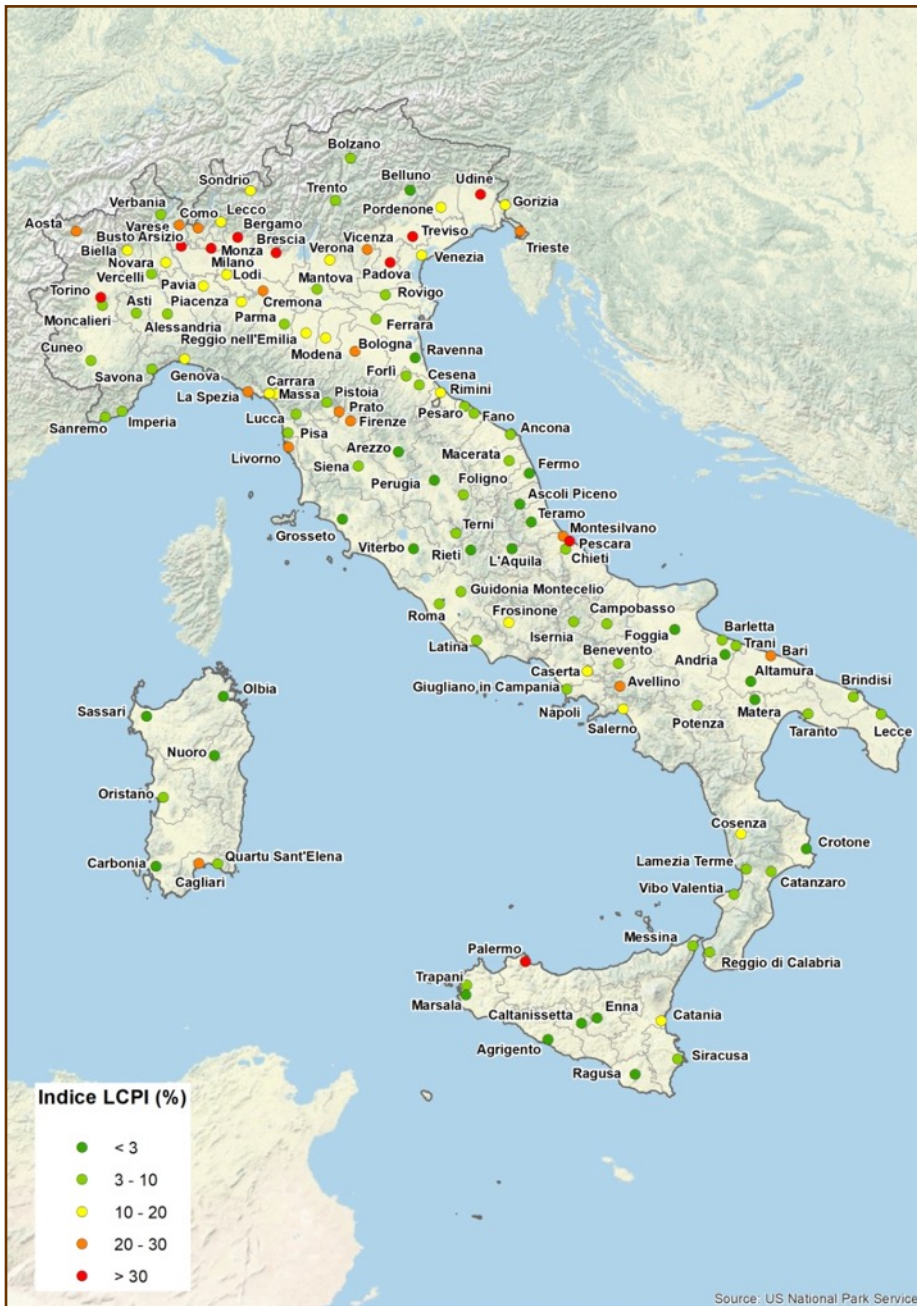 Bolzano
Belluno
Udine
Sondrio
Trento
Gorizia
Verbania
Pordenone
Aosta
Varese
Como
Lecco
Bergamo
Busto Arsizio
Brescia
Vicenza
Treviso
Trieste
Biella
Monza
Verona
Venezia
Novara
Milano
Padova
Vercelli
Lodi
Mantova
Torino
Pavia
Asti
Piacenza
Cremona
Rovigo
Moncalieri
Alessandria
Parma
Ferrara
Reggio nell'Emilia
Cuneo
Modena
Bologna
Ravenna
Savona
Genova
Forlì
Cesena
Carrara
La Spezia
Massa
Pistoia
Rimini
Sanremo
Imperia
Lucca
Prato
Pesaro
Fano
Firenze
Pisa
Ancona
Livorno
Arezzo
Macerata
Siena
Fermo
Perugia
Foligno
Ascoli Piceno
Teramo
Grosseto
Terni
Montesilvano
Pescara
Viterbo
Rieti
L'Aquila
Chieti
Guidonia Montecelio
Roma
Frosinone
Campobasso
Latina
Isernia
Foggia
Barletta
Trani
Benevento
Andria
Bari
Caserta
Altamura
Giugliano in Campania
Avellino
Brindisi
Napoli
Matera
Salerno
Potenza
Taranto
Lecce
Olbia
Sassari
Nuoro
Oristano
Carbonia
Quartu Sant'Elena
Cagliari
Cosenza
Crotone
Lamezia Terme
Catanzaro
Vibo Valentia
Messina
Palermo
Reggio di Calabria
Trapani
Marsala
Caltanissetta
Enna
Catania
Agrigento
Siracusa
Ragusa
Indice LCPI (%)
< 3
3 - 10
10 - 20
20 - 30
> 30
Source: US National Park Service